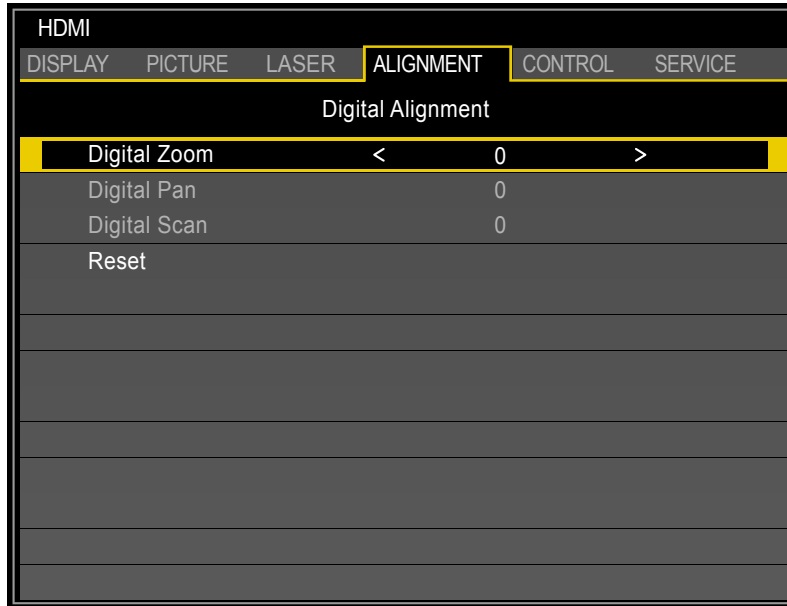 HDMI
DISPLAY PICTURE LASER ALIGNMENT CONTROL SERVICE
Digital Alignment
Digital Zoom < 0 >
Digital Pan 0
Digital Scan 0
Reset